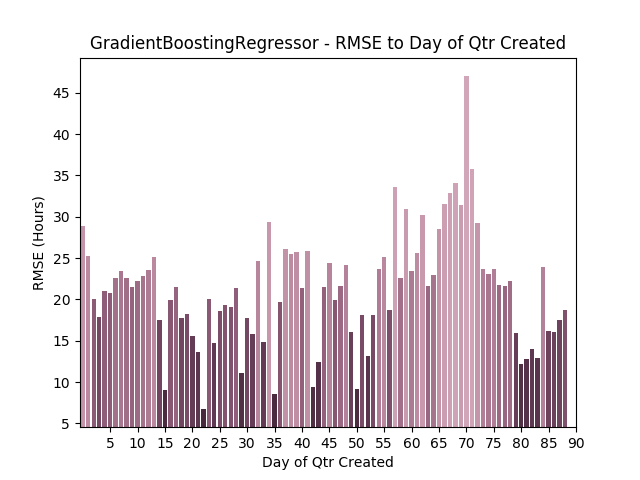 GradientBoostingRegressor - RMSE to Day of Qtr Created
45
40
35
30
25
20
15
10
5
RMSE (Hours)
5 10 15 20 25 30 35 40 45 50 55 60 65 70 75 80 85 90
Day of Qtr Created